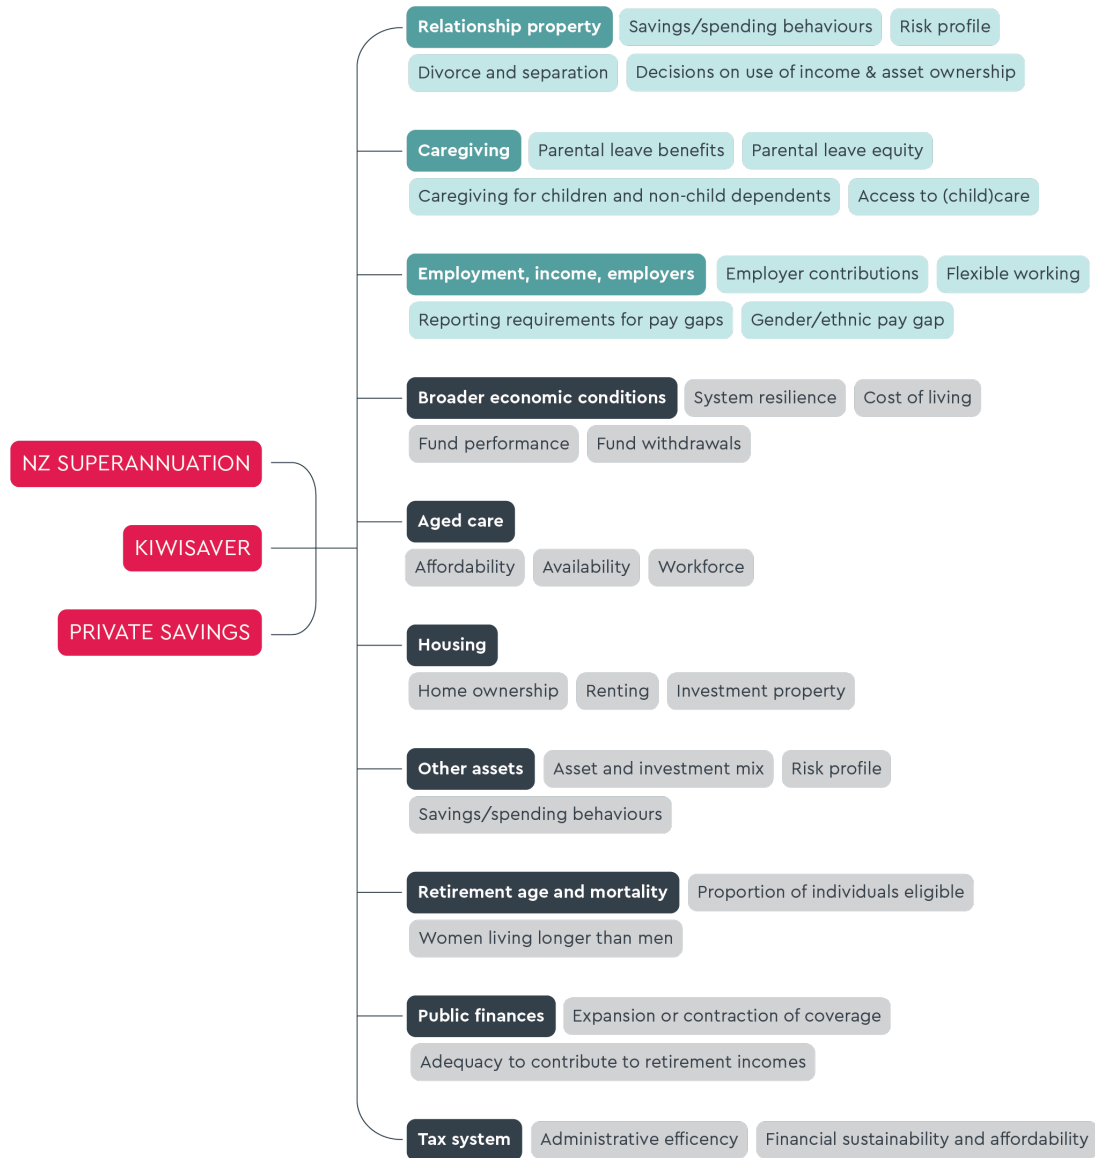 NZ SUPERANNUATION
KIWISAVER
PRIVATE SAVINGS
Relationship property Savings/spending behaviours Risk profile
Divorce and separation Decisions on use of income & asset ownership
Caregiving Parental leave benefits Parental leave equity
Caregiving for children and non-child dependents Access to (child)care
Employment, income, employers Employer contributions Flexible working
Reporting requirements for pay gaps Gender/ethnic pay gap
Broader economic conditions System resilience Cost of living
Fund performance Fund withdrawals
Aged care
Affordability Availability Workforce
Housing
Home ownership Renting Investment property
Other assets Asset and investment mix Risk profile
Savings/spending behaviours
Retirement age and mortality Proportion of individuals eligible
Women living longer than men
Public finances Expansion or contraction of coverage
Adequacy to contribute to retirement incomes
Tax system Administrative efficency Financial sustainability and affordability